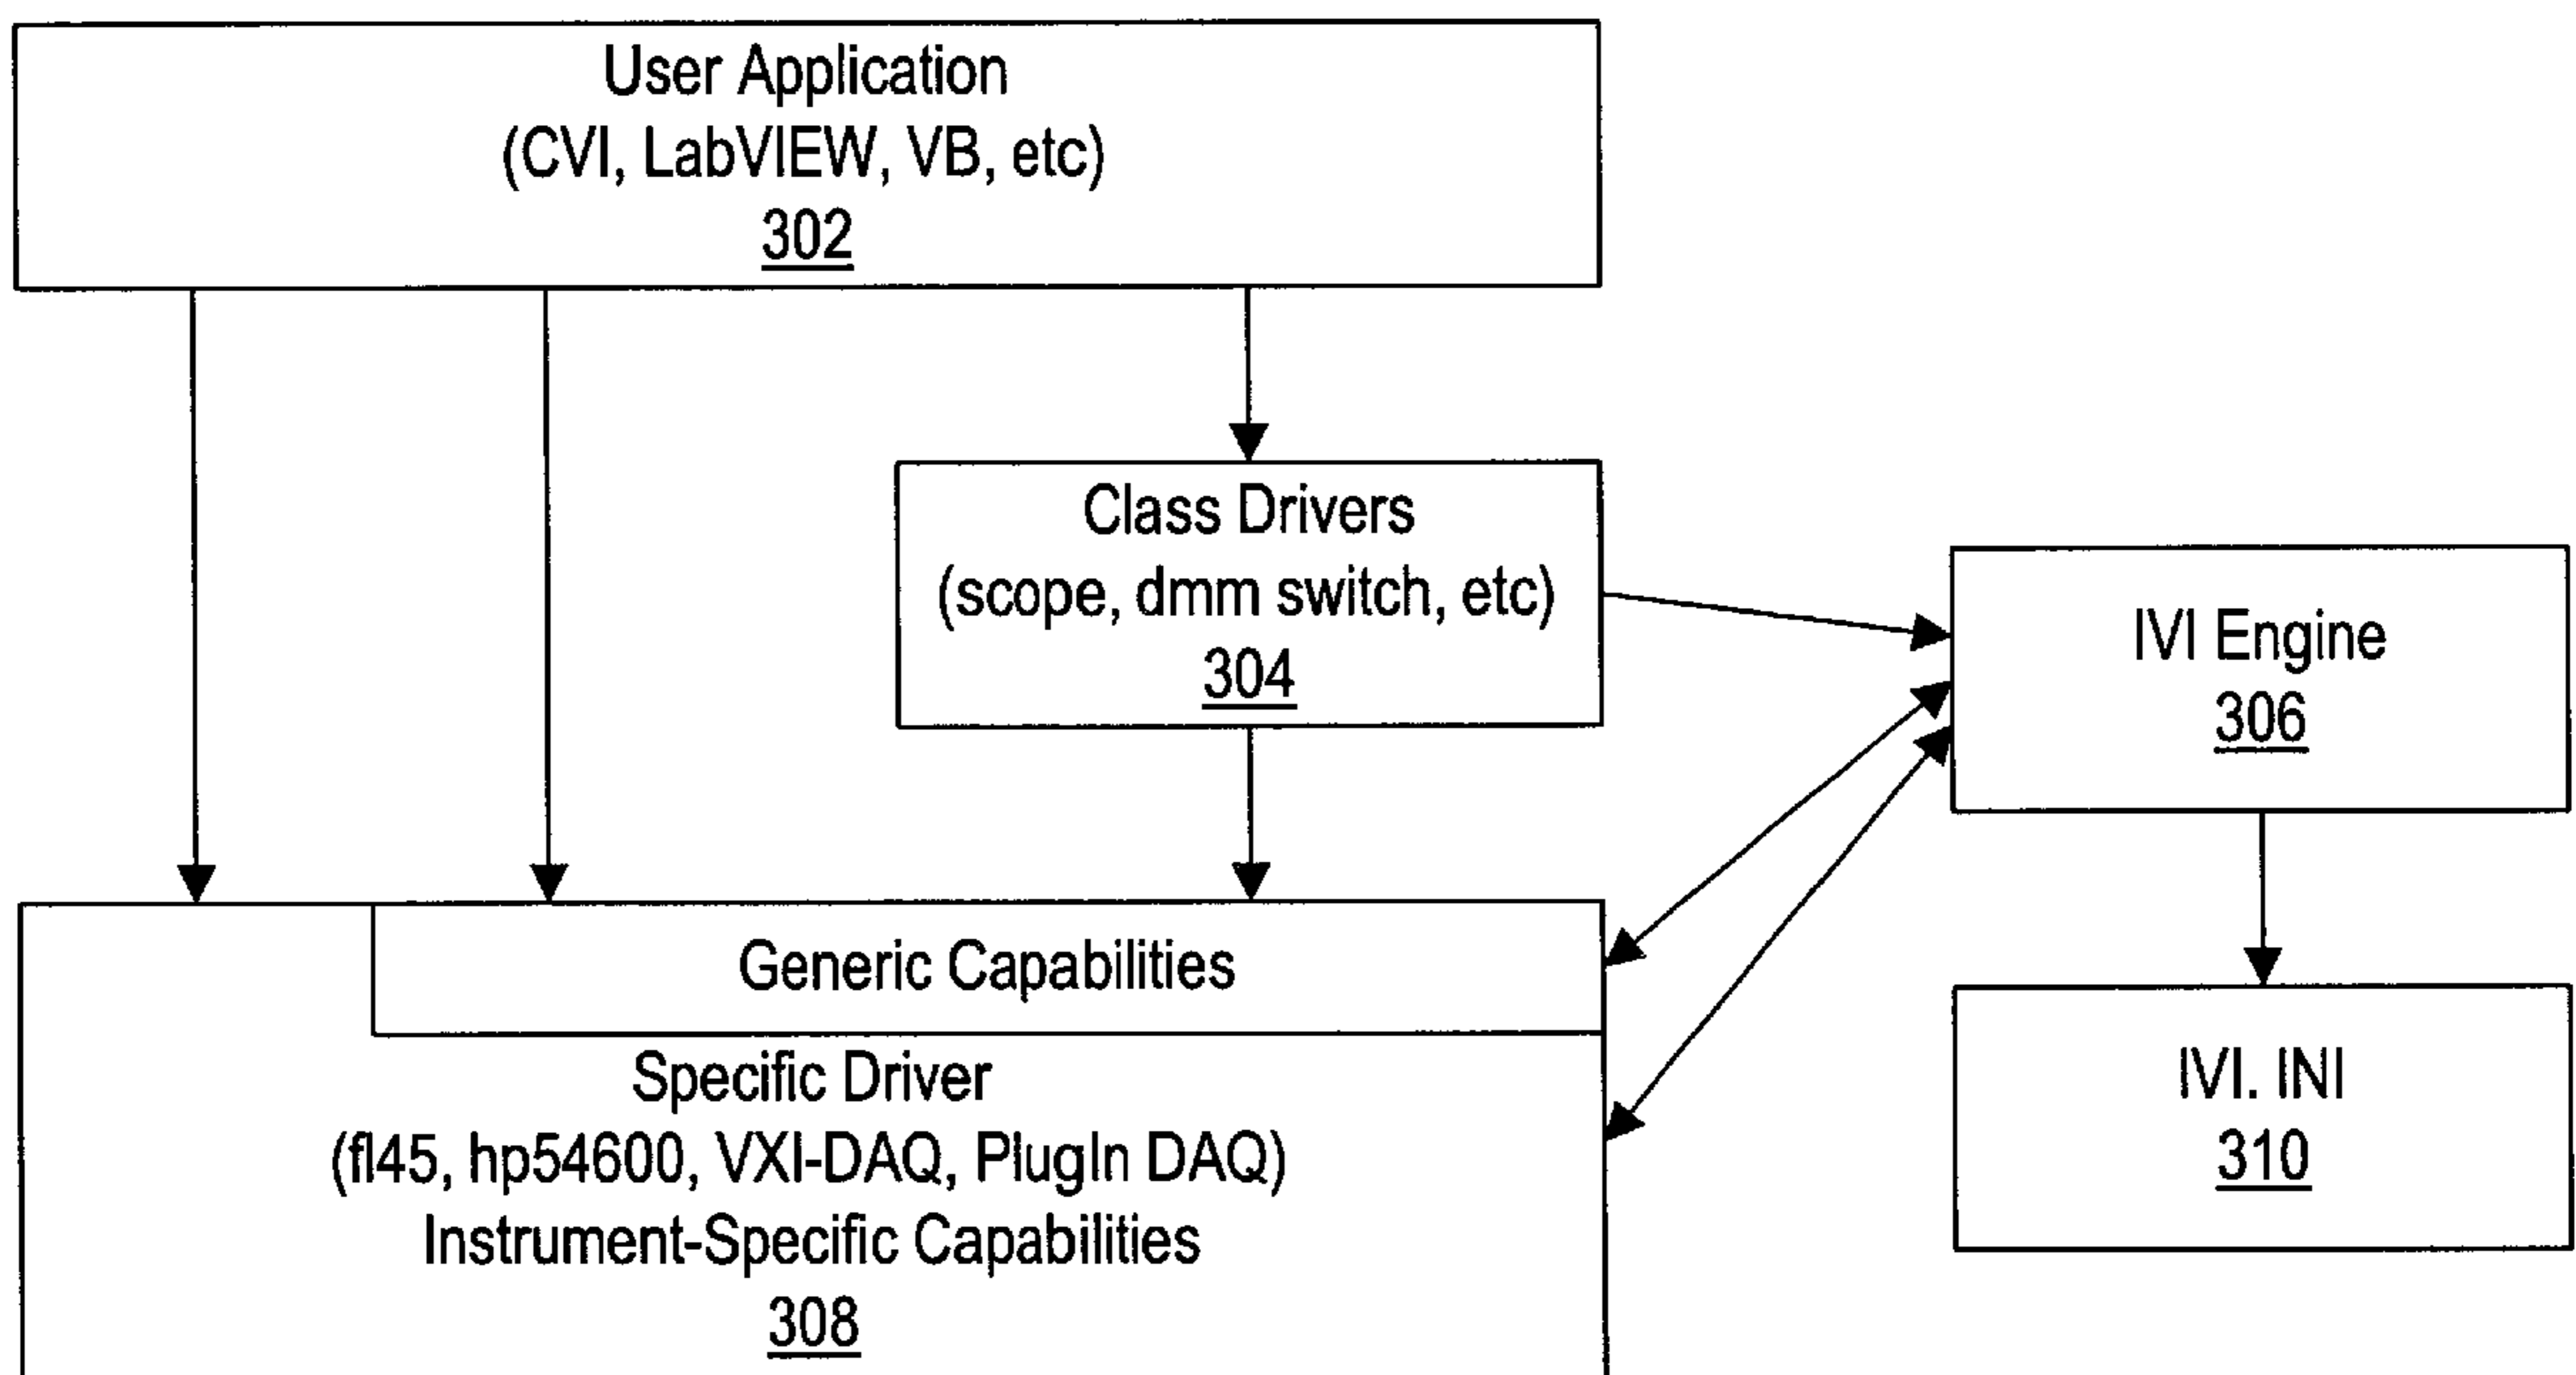 User Application
(CVI, LabVIEW, VB, etc)
302
Class Drivers
(scope, dmm switch, etc)
304
IVI Engine
306
Generic Capabilities
Specific Driver
(fl45, hp54600, VXI-DAQ, PlugIn DAQ)
Instrument-Specific Capabilities
308
IVI. INI
310